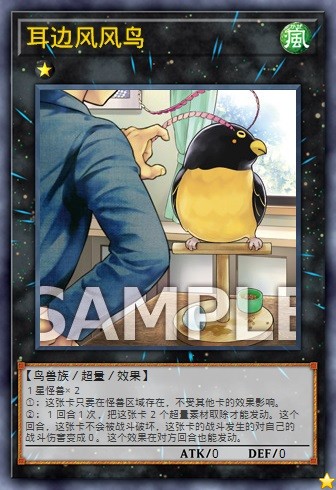 耳边风风鸟
風
SAMPLE
【鸟兽族／超量／效果】
1星怪兽×2
①：这张卡只要在怪兽区域存在，不受其他卡的效果影响。
②：1回合1次，把这张卡2个超量素材取除才能发动。这个
回合，这张卡不会被战斗破坏，这张卡的战斗发生的对自己的
战斗伤害变成0。这个效果在对方回合也能发动。
ATK/0 DEF/0